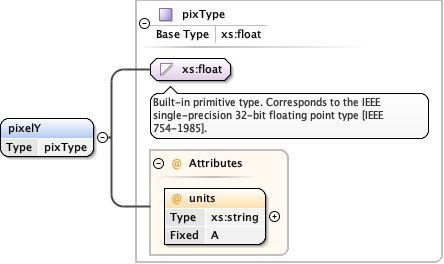 pixType
Base Type xs:float
xs:float
Built-in primitive type. Corresponds to the IEEE
single-precision 32-bit floating point type [IEEE
754-1985].
pixelY
Type pixType
@ Attributes
@ units
Type xs:string
Fixed A